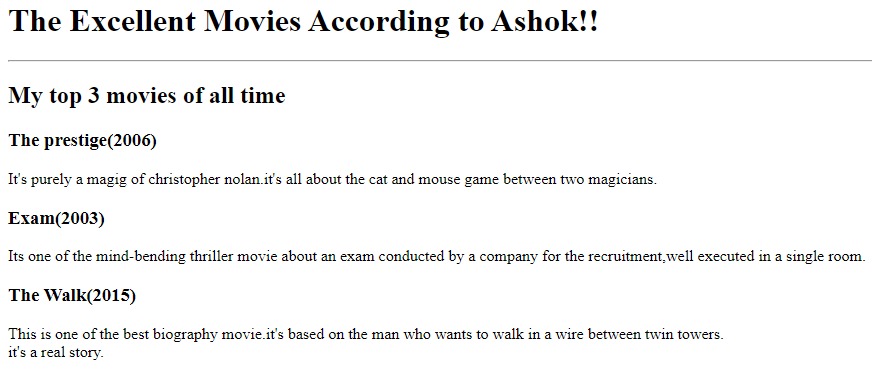 The Excellent Movies According to Ashok!!
My top 3 movies of all time
The prestige(2006)
It's purely a magig of christopher nolan.it's all about the cat and mouse game between two magicians.
Exam(2003)
Its one of the mind-bending thriller movie about an exam conducted by a company for the recruitment,well executed in a single room.
The Walk(2015)
This is one of the best biography movie.it's based on the man who wants to walk in a wire between twin towers.
it's a real story.